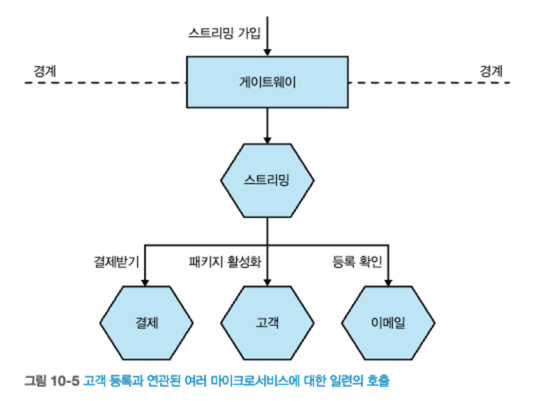 스트리밍 가입
경계
경계
게이트웨이
스트리밍
결제받기
패키지 활성화
등록 확인
결제
고객
이메일
그림 10-5 고객 등록과 연관된 여러 마이크로서비스에 대한 일련의 호출